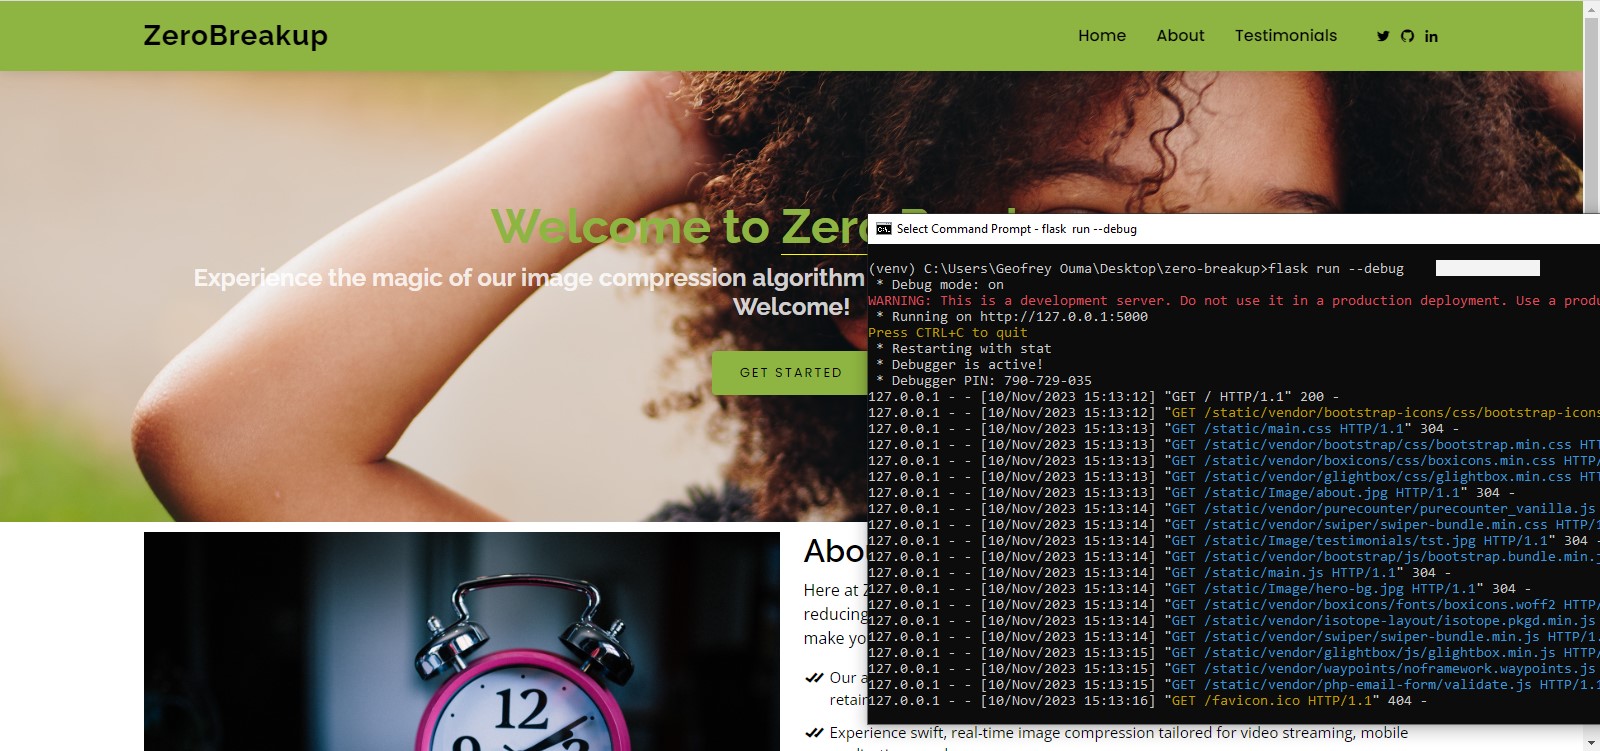 ZeroBreakup
Home About Testimonials
Welcome to Zero
Experience the magic of our image compression algorithm
Welcome!
GET STARTED
Select Command Prompt - flask run --debug
(venv) C:\Users\Geofrey Ouma\Desktop\zero-breakup>flask run --debug
* Debug mode: on
WARNING: This is a development server. Do not use it in a production deployment. Use a produ
* Running on http://127.0.0.1:5000
Press CTRL+C to quit
* Restarting with stat
* Debugger is active!
* Debugger PIN: 790-729-035
127.0.0.1 - - [10/Nov/2023 15:13:12] "GET / HTTP/1.1" 200 -
127.0.0.1 - - [10/Nov/2023 15:13:12] "GET /static/vendor/bootstrap-icons/css/bootstrap-icons
127.0.0.1 - - [10/Nov/2023 15:13:13] "GET /static/main.css HTTP/1.1" 304 -
127.0.0.1 - - [10/Nov/2023 15:13:13] "GET /static/vendor/bootstrap/css/bootstrap.min.css HTT
127.0.0.1 - - [10/Nov/2023 15:13:13] "GET /static/vendor/boxicons/css/boxicons.min.css HTTP/
127.0.0.1 - - [10/Nov/2023 15:13:13] "GET /static/vendor/glightbox/css/glightbox.min.css HTT
127.0.0.1 - - [10/Nov/2023 15:13:13] "GET /static/Image/about.jpg HTTP/1.1" 304 -
127.0.0.1 - - [10/Nov/2023 15:13:14] "GET /static/vendor/purecounter/purecounter_vanilla.js
127.0.0.1 - - [10/Nov/2023 15:13:14] "GET /static/vendor/swiper/swiper-bundle.min.css HTTP/1
127.0.0.1 - - [10/Nov/2023 15:13:14] "GET /static/Image/testimonials/tst.jpg HTTP/1.1" 304 -
127.0.0.1 - - [10/Nov/2023 15:13:14] "GET /static/vendor/bootstrap/js/bootstrap.bundle.min.j
127.0.0.1 - - [10/Nov/2023 15:13:14] "GET /static/main.js HTTP/1.1" 304 -
127.0.0.1 - - [10/Nov/2023 15:13:14] "GET /static/Image/hero-bg.jpg HTTP/1.1" 304 -
127.0.0.1 - - [10/Nov/2023 15:13:14] "GET /static/vendor/boxicons/fonts/boxicons.woff2 HTTP/
127.0.0.1 - - [10/Nov/2023 15:13:14] "GET /static/vendor/isotope-layout/isotope.pkgd.min.js
127.0.0.1 - - [10/Nov/2023 15:13:14] "GET /static/vendor/swiper/swiper-bundle.min.js HTTP/1.
127.0.0.1 - - [10/Nov/2023 15:13:15] "GET /static/vendor/glightbox/js/glightbox.min.js HTTP/
127.0.0.1 - - [10/Nov/2023 15:13:15] "GET /static/vendor/waypoints/noframework.waypoints.js
127.0.0.1 - - [10/Nov/2023 15:13:15] "GET /static/vendor/php-email-form/validate.js HTTP/1.1
127.0.0.1 - - [10/Nov/2023 15:13:16] "GET /favicon.ico HTTP/1.1" 404 -
12
Abo
Here at Z
reducing
make yo
Our a
retain
Experience swift, real-time image compression tailored for video streaming, mobile